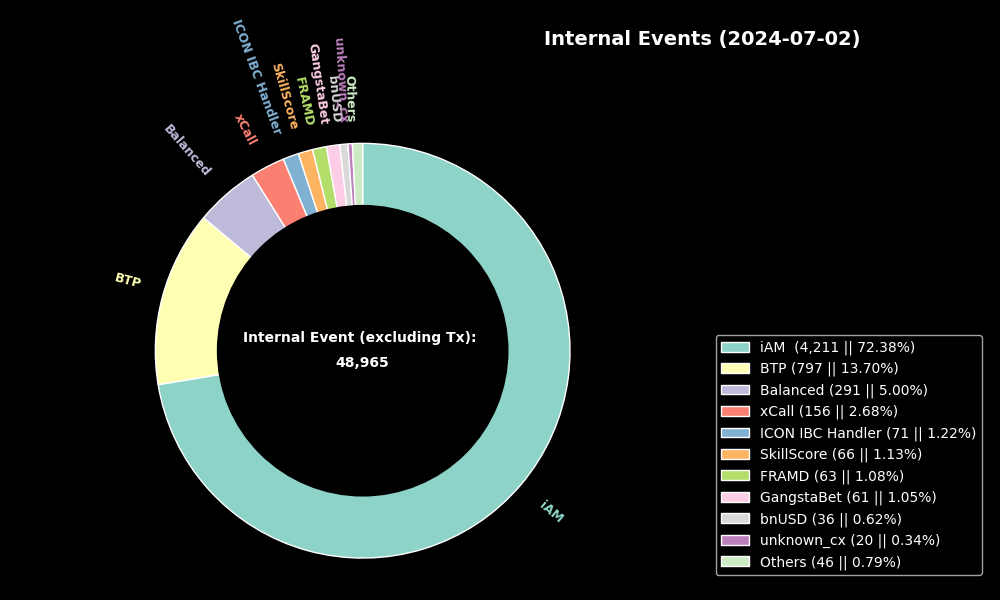 Internal Events (2024-07-02)
ICON IBC Handler
SkillScore
FRAMD
GangstaBet
bnUSD
unknown_cx
Others
xCall
Balanced
BTP
iAM
Internal Event (excluding Tx):
48,965
iAM  (4,211 || 72.38%)
BTP (797 || 13.70%)
Balanced (291 || 5.00%)
xCall (156 || 2.68%)
ICON IBC Handler (71 || 1.22%)
SkillScore (66 || 1.13%)
FRAMD (63 || 1.08%)
GangstaBet (61 || 1.05%)
bnUSD (36 || 0.62%)
unknown_cx (20 || 0.34%)
Others (46 || 0.79%)